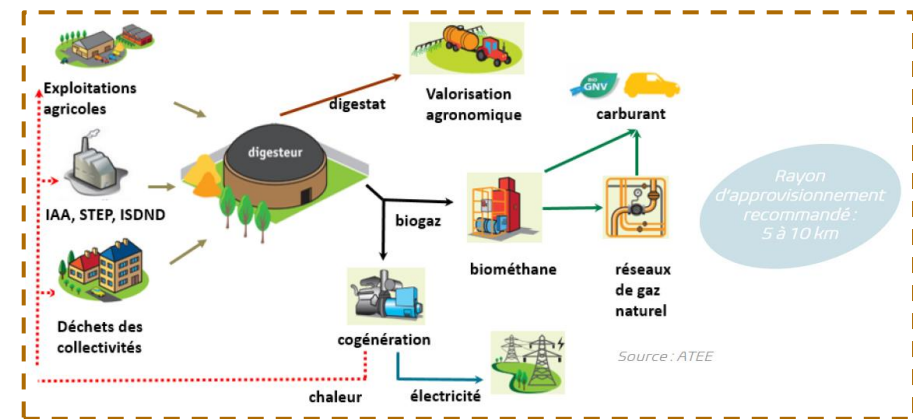 Exploitations
agricoles
IAA, STEP, ISDND
Déchets des
collectivités
digesteur
digestat
Valorisation
agronomique
GNV
carburant
biogaz
biométhane
réseaux
de gaz
naturel
cogénération
chaleur
électricité
Rayon
d'approvisionnement
recommandé :
5 à 10 km
Source : ATEE